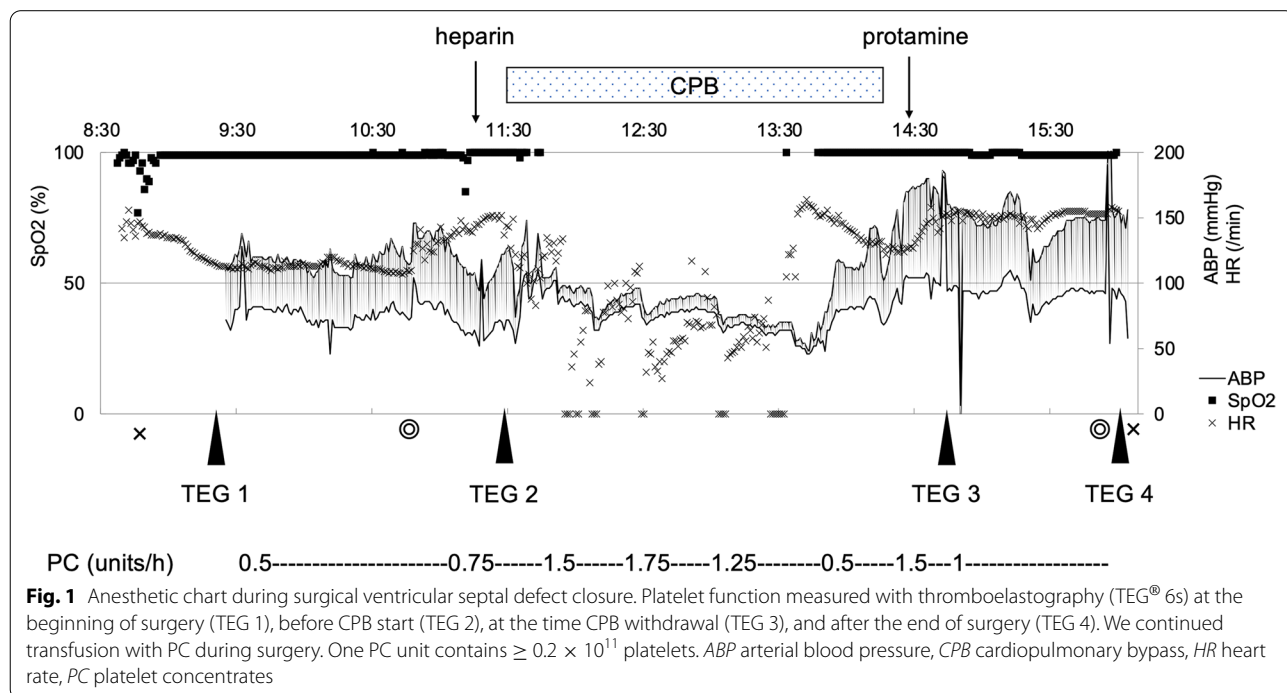 heparin protamine
CPB
8:30 9:30 10:30 11:30 12:30 13:30 14:30 15:30
100 200
150
50 100
50
0 0
SpO2 (%)
ABP (mmHg)
HR (/min)
ABP
SpO2
HR
TEG 1 TEG 2 TEG 3 TEG 4
PC (units/h) 0.5-----------------------0.75------1.5------1.75------1.25--------0.5-----1.5---1-------------------
Fig. 1 Anesthetic chart during surgical ventricular septal defect closure. Platelet function measured with thromboelastography (TEG® 6s) at the
beginning of surgery (TEG 1), before CPB start (TEG 2), at the time CPB withdrawal (TEG 3), and after the end of surgery (TEG 4). We continued
transfusion with PC during surgery. One PC unit contains ≥ 0.2 × 10¹¹ platelets. ABP arterial blood pressure, CPB cardiopulmonary bypass, HR heart
rate, PC platelet concentrates